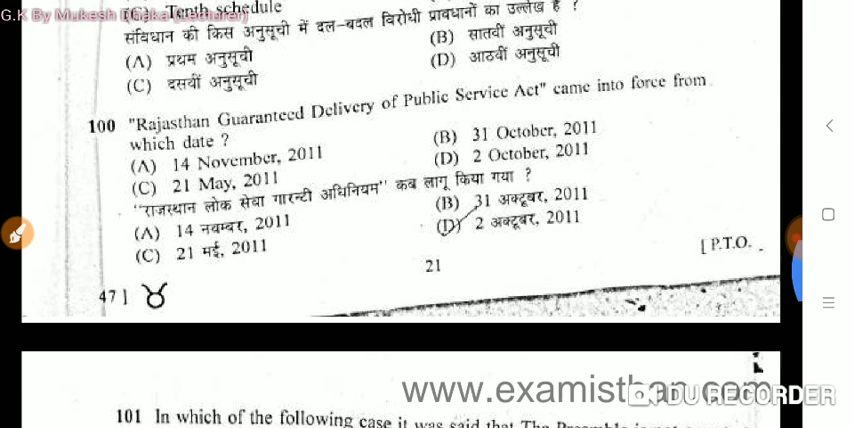 G.K By Mukesh Dhaka (Lecturer)
(C) Tenth schedule
संविधान की किस अनुसूची में दल-बदल विरोधी प्रावधानों का उल्लेख है ?
(A) प्रथम अनुसूची (B) सातवीं अनुसूची
(C) दसवीं अनुसूची (D) आठवीं अनुसूची
100 "Rajasthan Guaranteed Delivery of Public Service Act" came into force from
which date ?
(A) 14 November, 2011 (B) 31 October, 2011
(C) 21 May, 2011 (D) 2 October, 2011
"राजस्थान लोक सेवा गारन्टी अधिनियम" कब लागू किया गया ?
(A) 14 नवम्बर, 2011 (B) 31 अक्टूबर, 2011
(C) 21 मई, 2011 (D) 2 अक्टूबर, 2011
21
[ P.T.O.
47 ]
www.examist
DU RECORDER
101 In which of the following case it was said that The